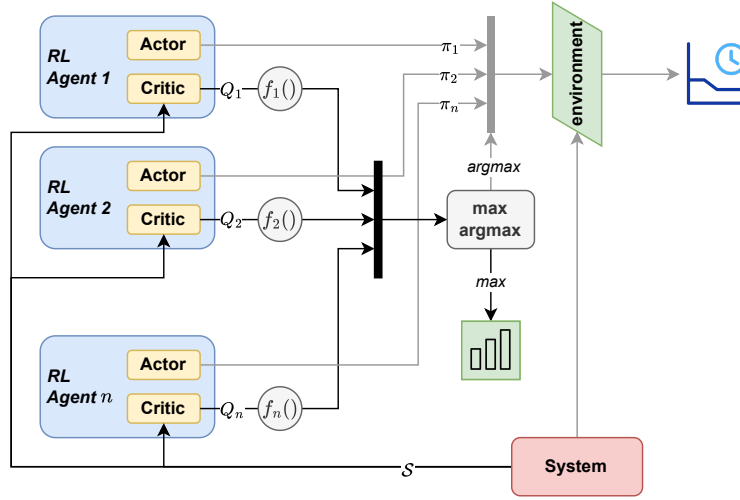 RL
Agent 1
Actor
Critic
Q₁
f₁()
π₁
π₂
πₙ
environment
RL
Agent 2
Actor
Critic
Q₂
f₂()
argmax
max
argmax
max
RL
Agent n
Actor
Critic
Qₙ
fₙ()
S
System